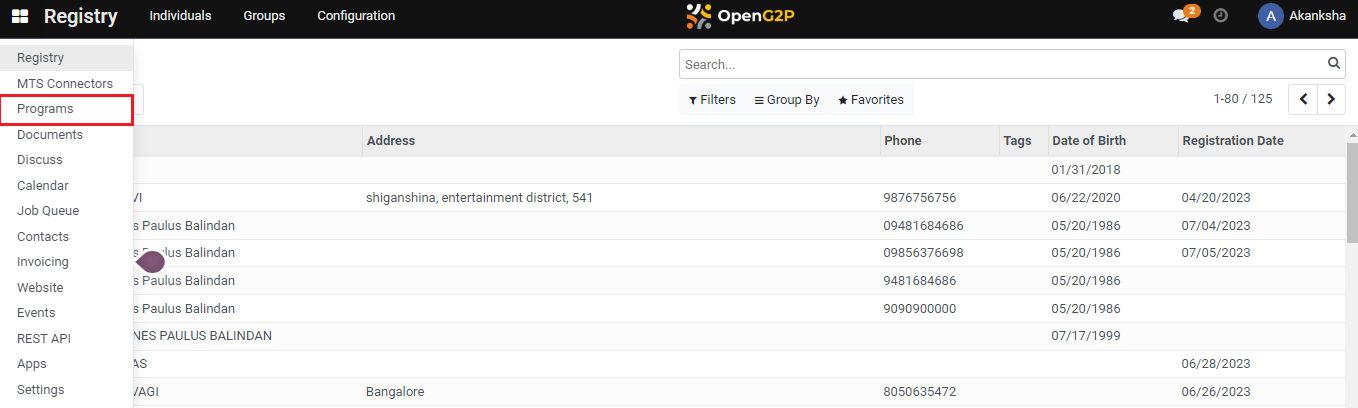 Registry Individuals Groups Configuration OpenG2P 2 A Akanksha
Registry
MTS Connectors
Programs
Documents
Discuss
Calendar
Job Queue
Contacts
Invoicing
Website
Events
REST API
Apps
Settings
Search...
Filters Group By Favorites 1-80 / 125
Address Phone Tags Date of Birth Registration Date
01/31/2018
VI shiganshina, entertainment district, 541 9876756756 06/22/2020 04/20/2023
s Paulus Balindan 09481684686 05/20/1986 07/04/2023
s Paulus Balindan 09856376698 05/20/1986 07/05/2023
s Paulus Balindan 9481684686 05/20/1986
s Paulus Balindan 9090900000 05/20/1986
NES PAULUS BALINDAN 07/17/1999
AS 06/28/2023
VAGI Bangalore 8050635472 06/26/2023